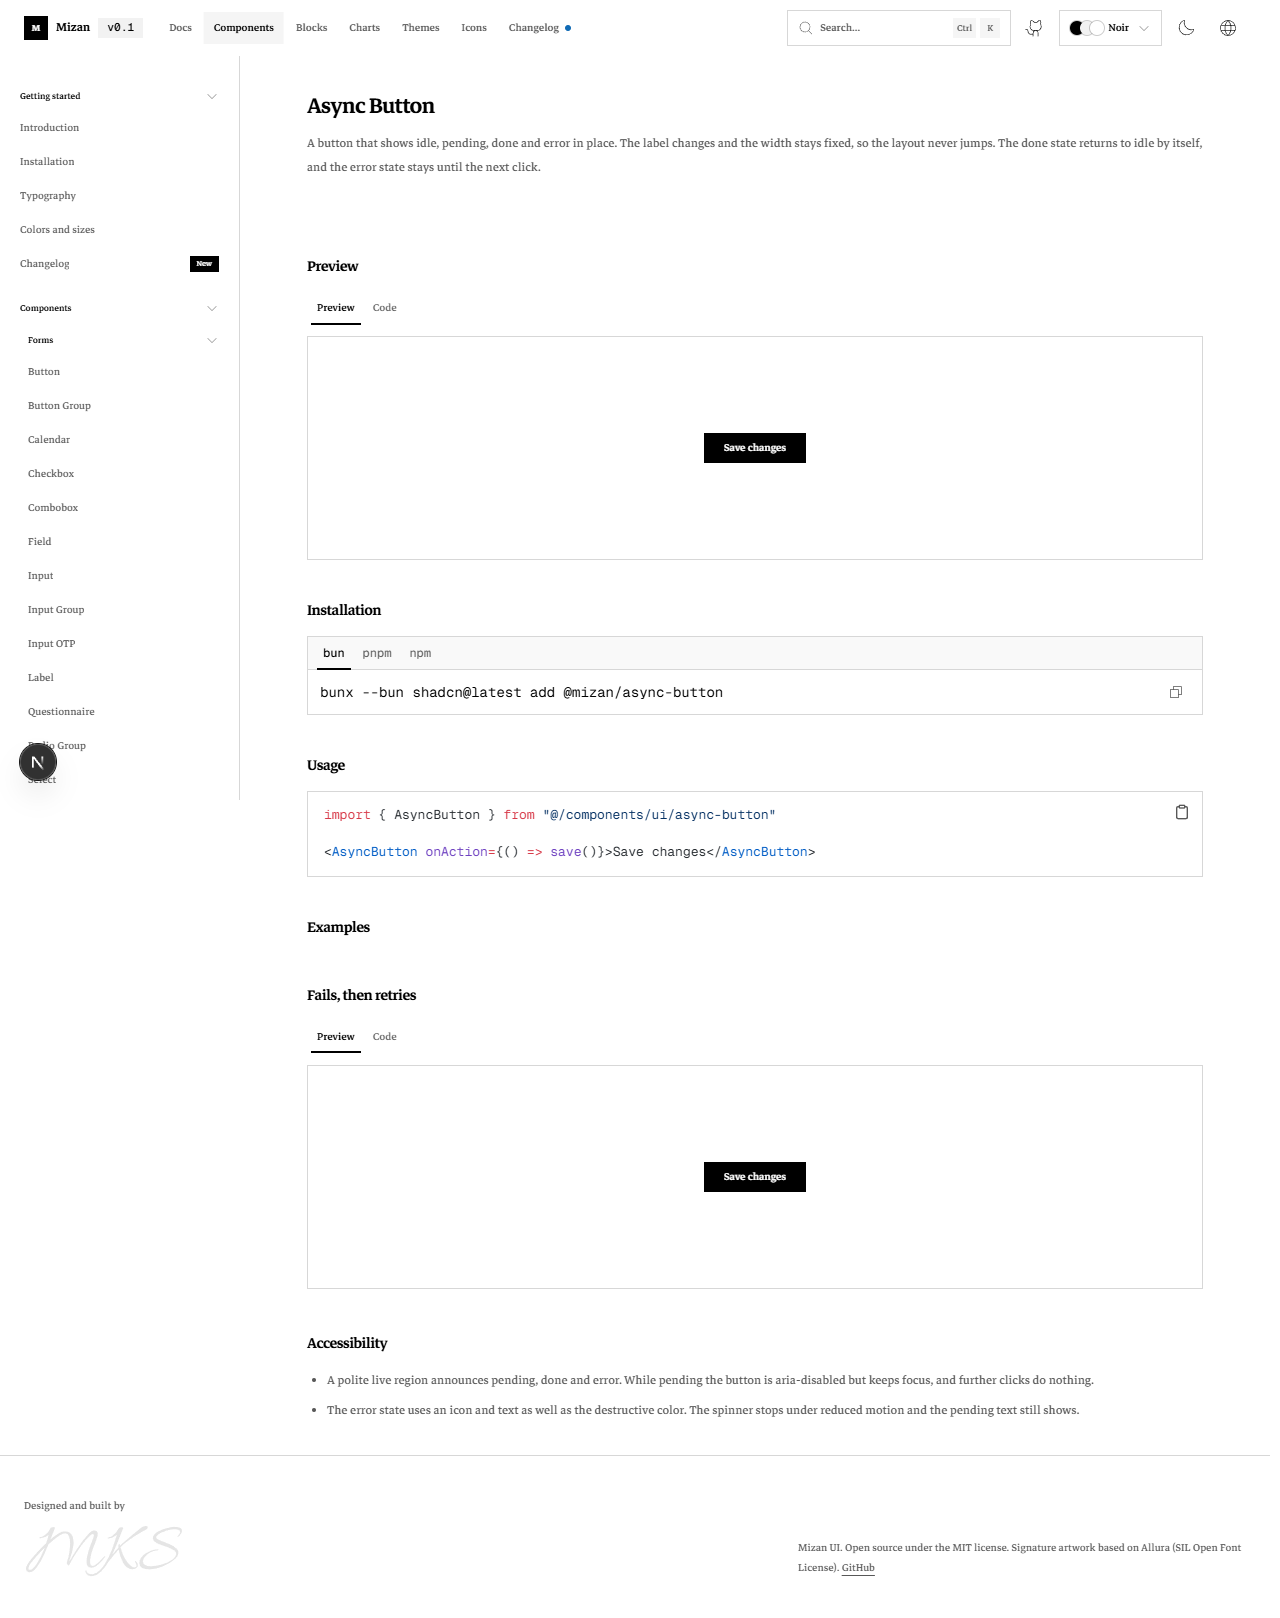 M Mizan v0.1 Docs Components Blocks Charts Themes Icons Changelog Search... Ctrl K Noir
Getting started
Introduction
Installation
Typography
Colors and sizes
Changelog New
Components
Forms
Button
Button Group
Calendar
Checkbox
Combobox
Field
Input
Input Group
Input OTP
Label
Questionnaire
Group
N
Select
Async Button
A button that shows idle, pending, done and error in place. The label changes and the width stays fixed, so the layout never jumps. The done state returns to idle by itself,
and the error state stays until the next click.
Preview
Preview Code
Save changes
Installation
bun pnpm npm
bunx --bun shadcn@latest add @mizan/async-button
Usage
import { AsyncButton } from "@/components/ui/async-button"
<AsyncButton onAction={() => save()}>Save changes</AsyncButton>
Examples
Fails, then retries
Preview Code
Save changes
Accessibility
• A polite live region announces pending, done and error. While pending the button is aria-disabled but keeps focus, and further clicks do nothing.
• The error state uses an icon and text as well as the destructive color. The spinner stops under reduced motion and the pending text still shows.
Designed and built by
MKS
Mizan UI. Open source under the MIT license. Signature artwork based on Allura (SIL Open Font
License). GitHub